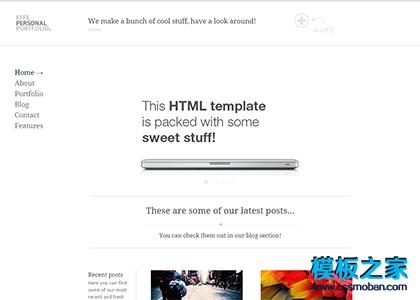 EFFE
PERSONAL
PORTFOLIO.
We make a bunch of cool stuff, have a look around!
Home
Home →
About
Portfolio
Blog
Contact
Features
This HTML template
is packed with some
sweet stuff!
These are some of our latest posts...
You can check them out in our blog section!
Recent posts
Here you can find
some of our most
recent and fresh
模板之家
www.cssmoban.com